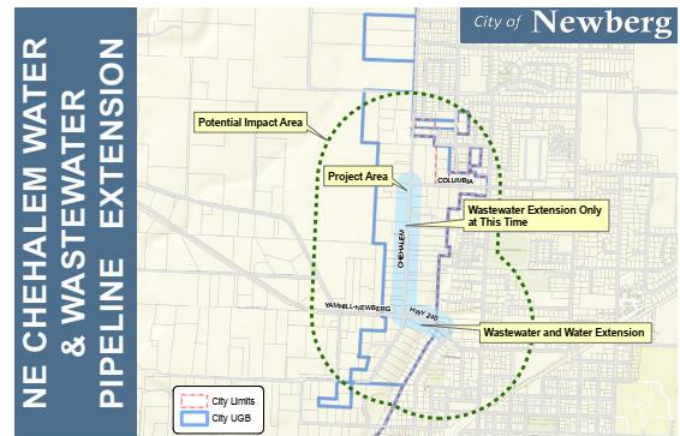 NE CHEHALEM WATER
& WASTEWATER
PIPELINE EXTENSION
City of Newberg
Potential Impact Area
Project Area
COLUMBIA
Wastewater Extension Only
at This Time
CHEHALEM
YAMHILL-NEWBERG
HWY 240
Wastewater and Water Extension
City Limits
City UGB